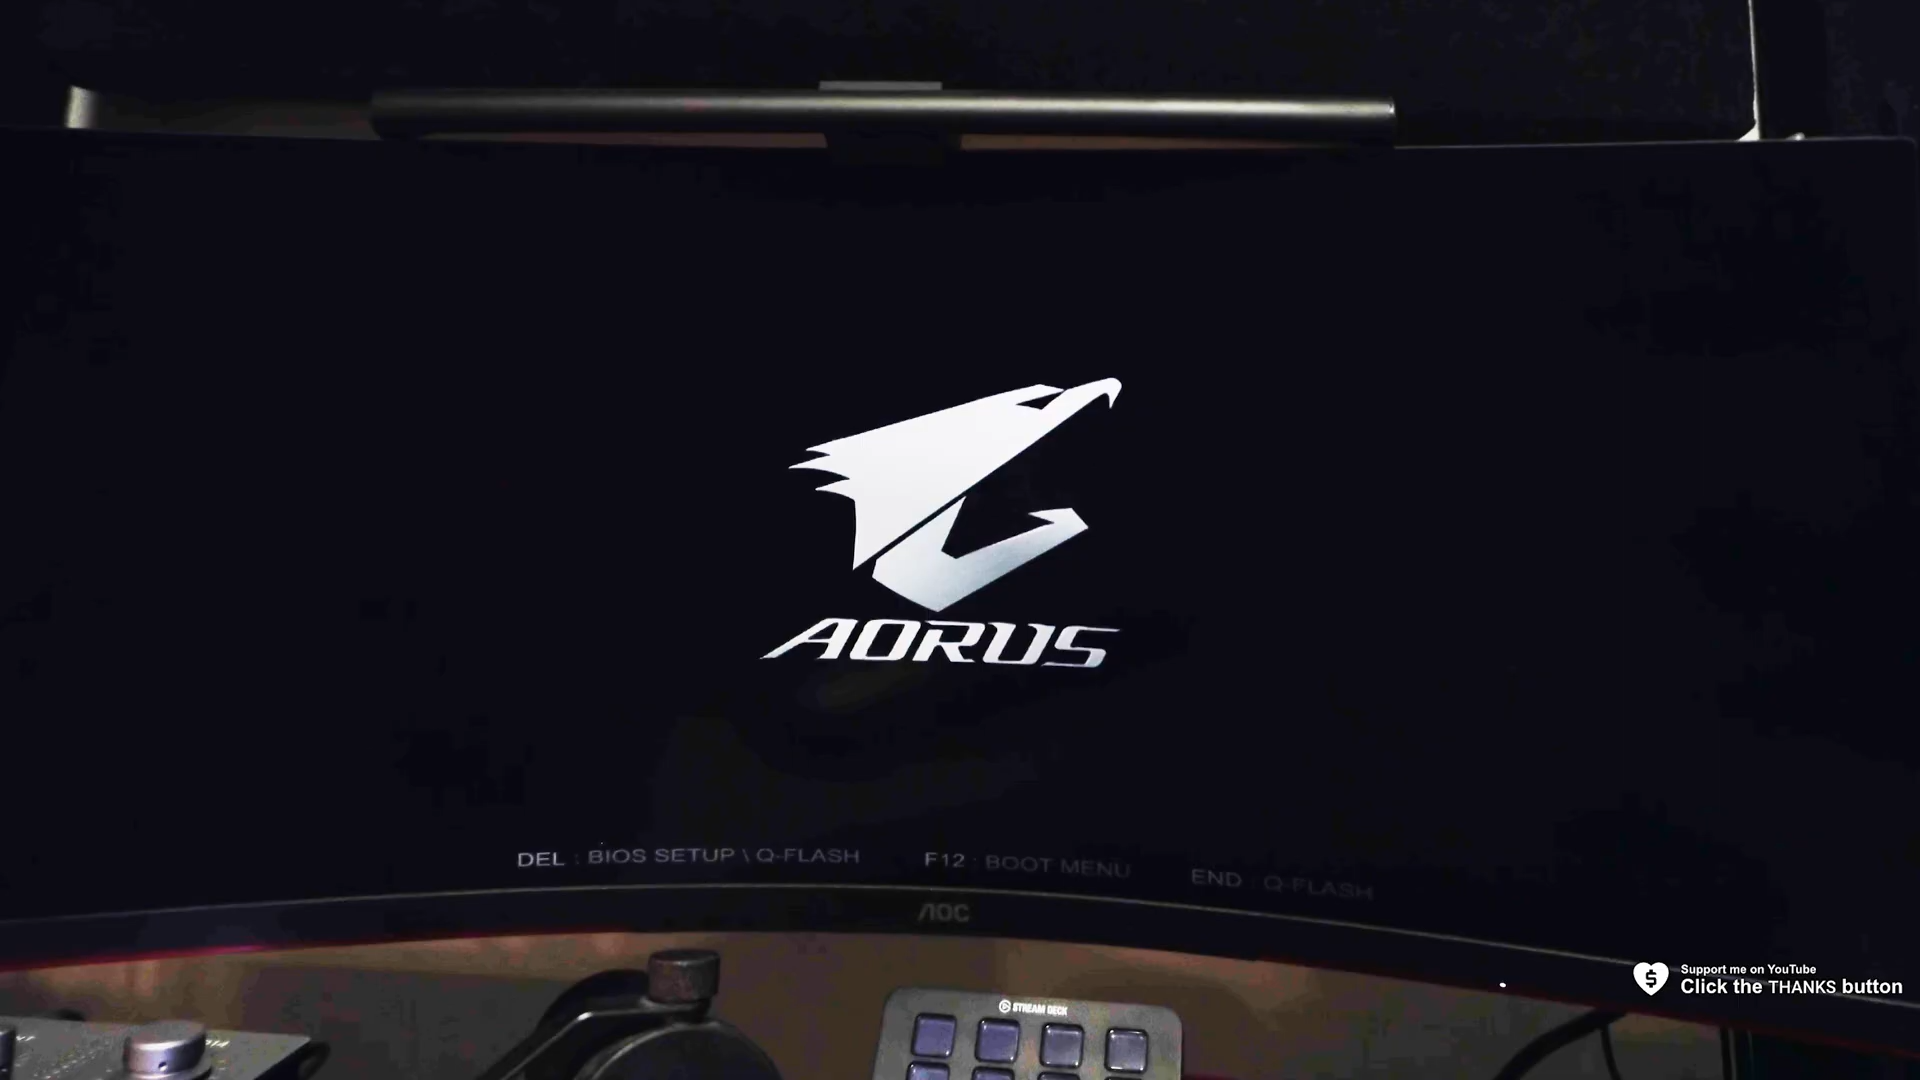 AORUS
DEL : BIOS SETUP \ Q-FLASH
F12 : BOOT MENU
END : Q-FLASH
AOC
STREAM DECK
Support me on YouTube
Click the THANKS button